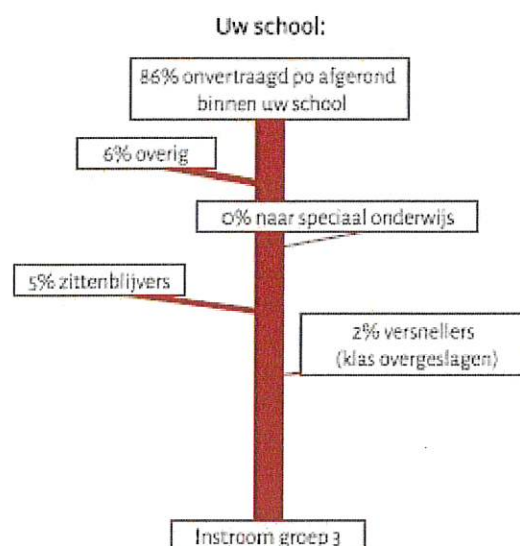 Uw school:
86% onvertraagd po afgerond
binnen uw school
6% overig
0% naar speciaal onderwijs
5% zittenblijvers
2% versnellers
(klas overgeslagen)
Instroom groep 3